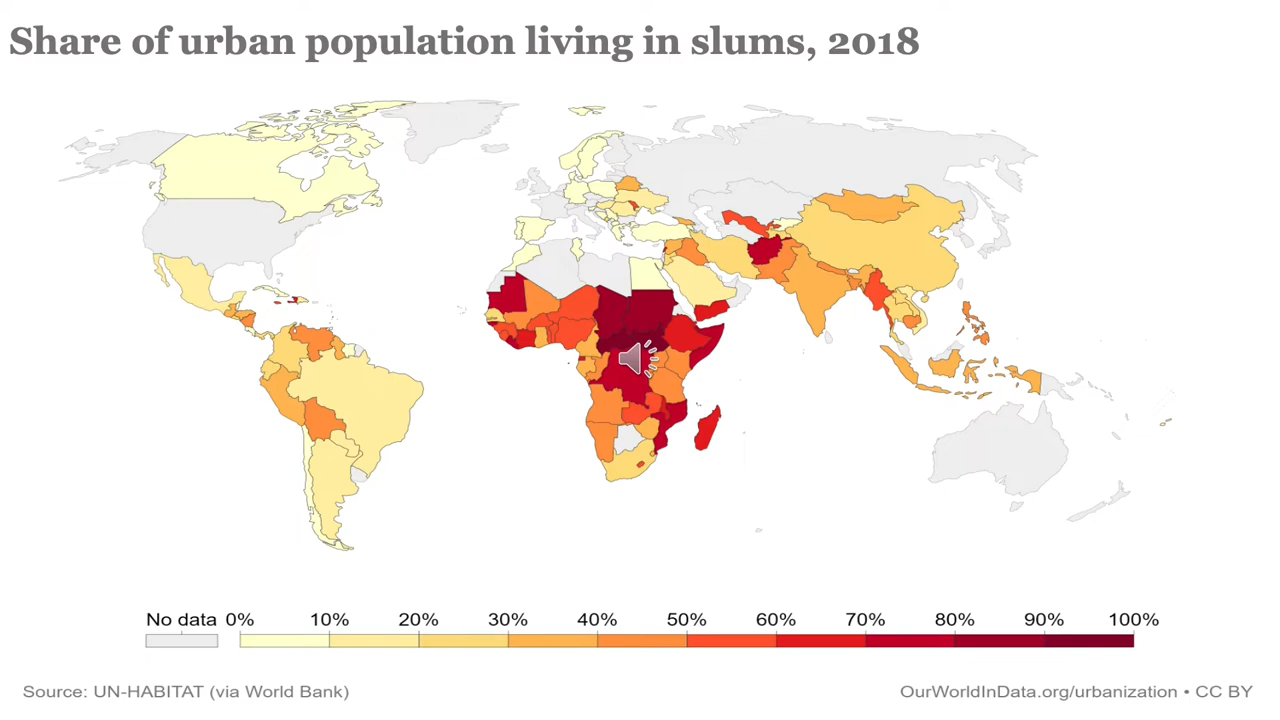 Share of urban population living in slums, 2018
No data 0% 10% 20% 30% 40% 50% 60% 70% 80% 90% 100%
Source: UN-HABITAT (via World Bank)
OurWorldInData.org/urbanization • CC BY